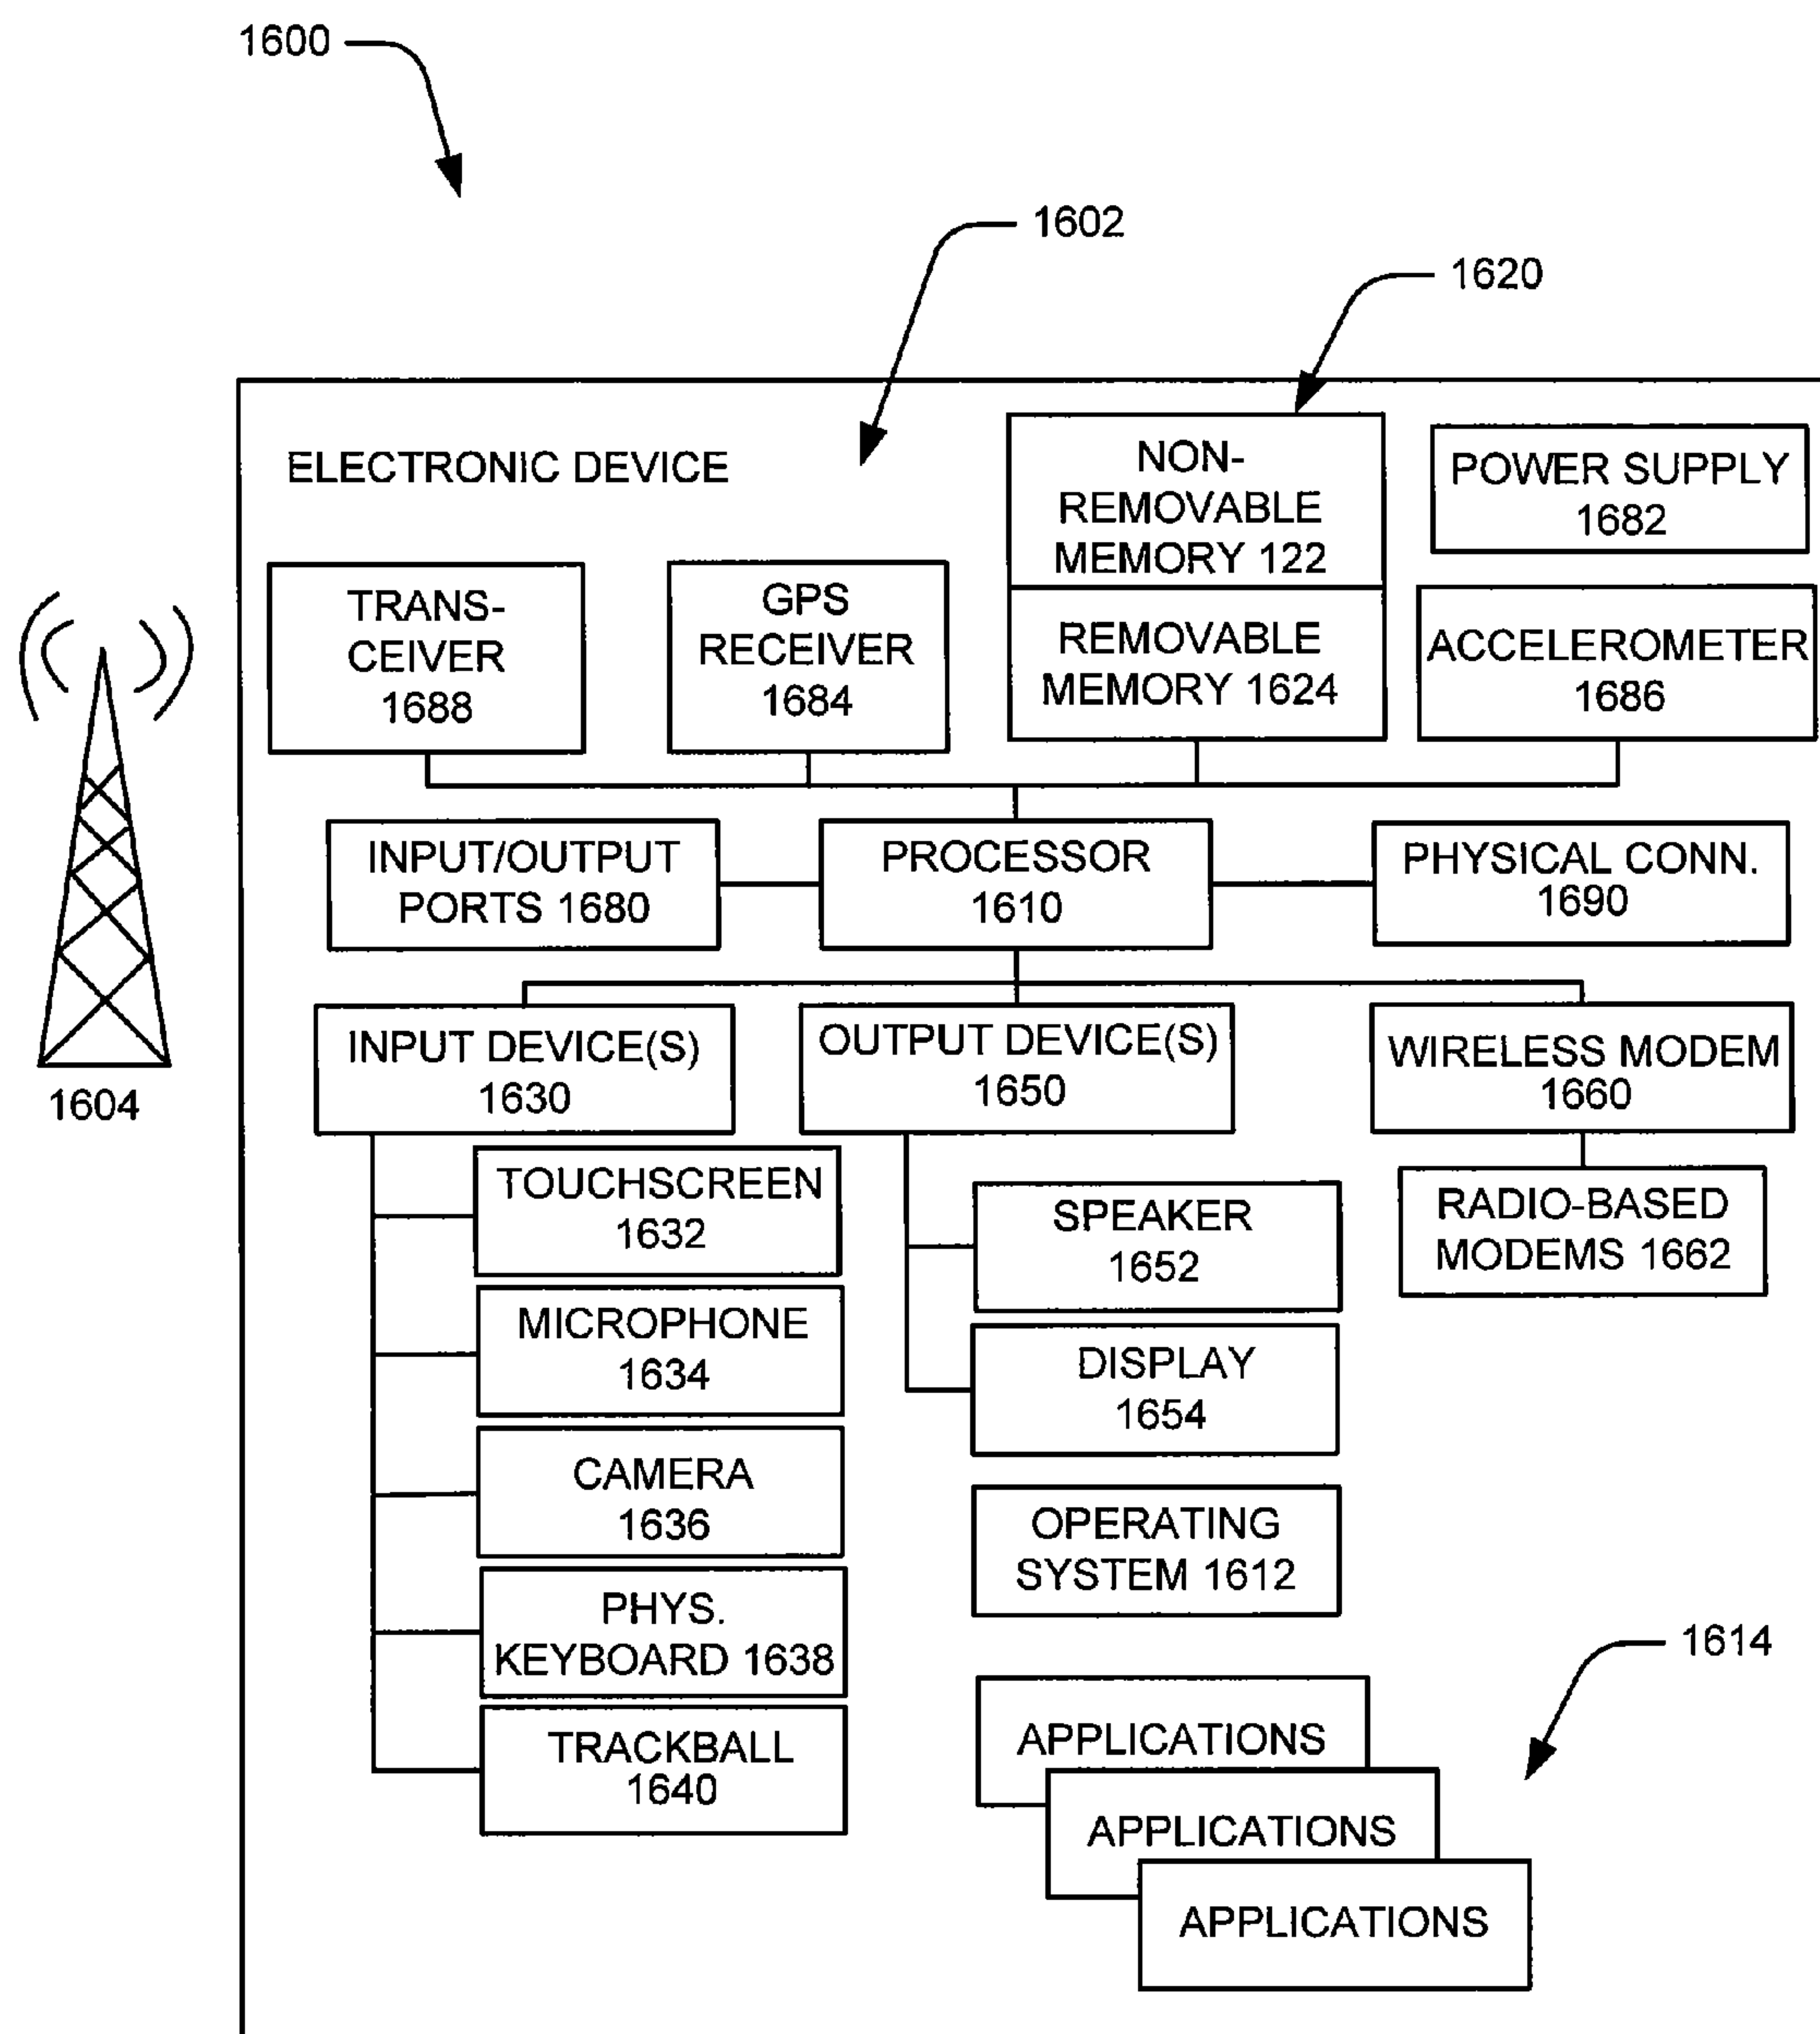 1600
1602
1620
ELECTRONIC DEVICE
NON-
REMOVABLE
MEMORY 122
POWER SUPPLY
1682
TRANS-
CEIVER
1688
GPS
RECEIVER
1684
REMOVABLE
MEMORY 1624
ACCELEROMETER
1686
INPUT/OUTPUT
PORTS 1680
PROCESSOR
1610
PHYSICAL CONN.
1690
1604
INPUT DEVICE(S)
1630
OUTPUT DEVICE(S)
1650
WIRELESS MODEM
1660
TOUCHSCREEN
1632
SPEAKER
1652
RADIO-BASED
MODEMS 1662
MICROPHONE
1634
DISPLAY
1654
CAMERA
1636
OPERATING
SYSTEM 1612
PHYS.
KEYBOARD 1638
1614
TRACKBALL
1640
APPLICATIONS
APPLICATIONS
APPLICATIONS